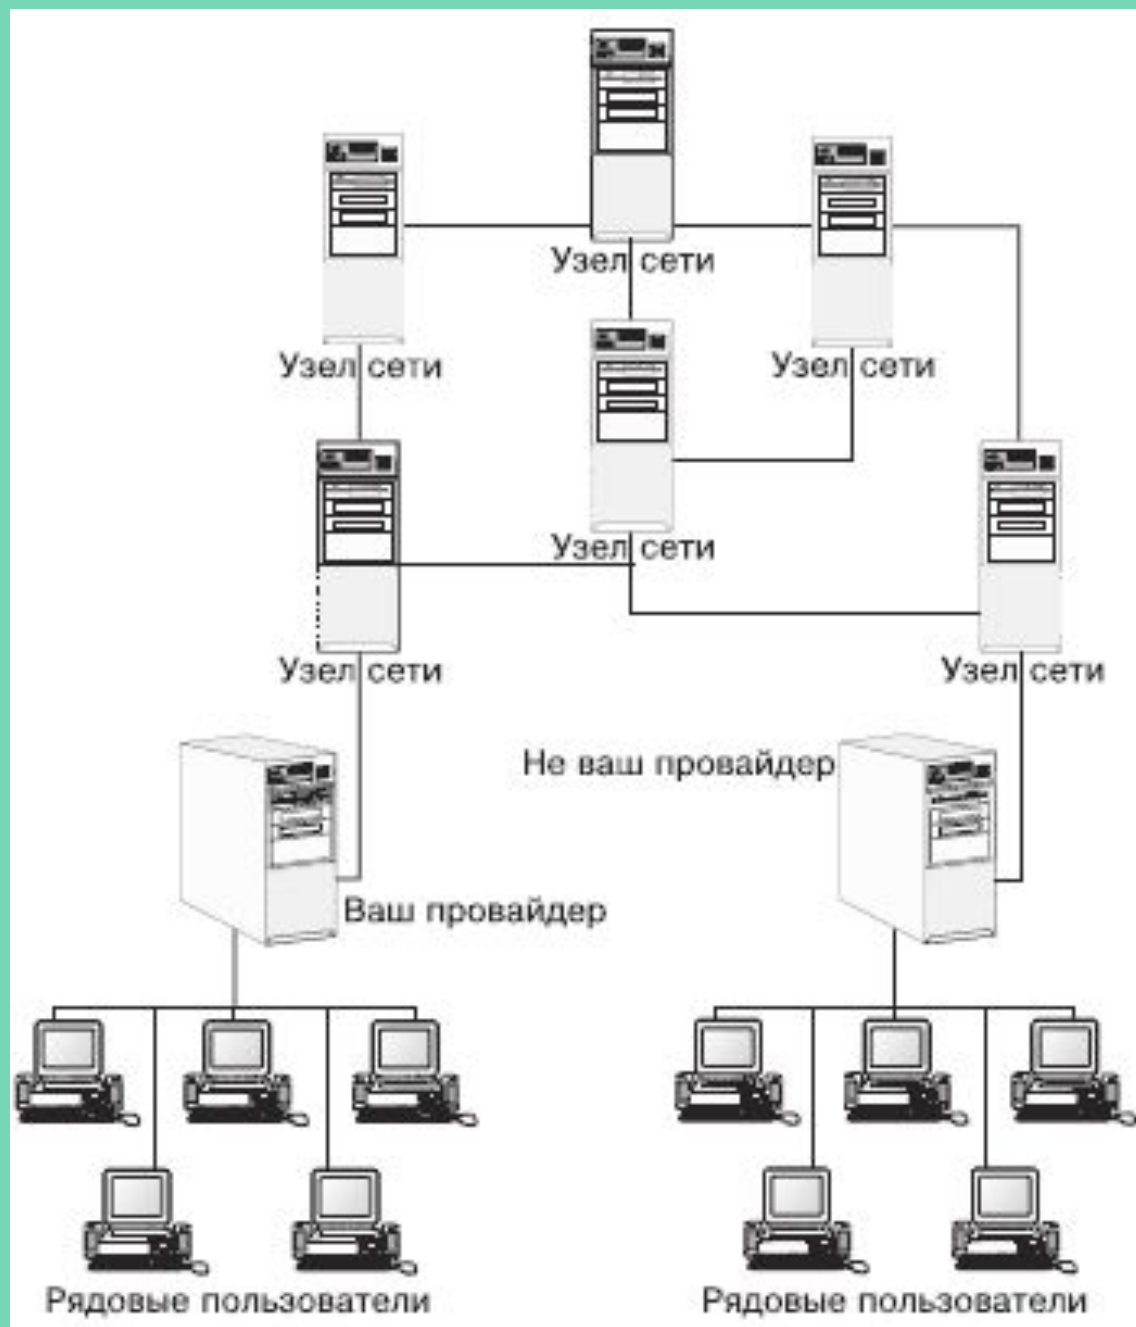 Узел сети
Узел сети
Узел сети
Узел сети
Узел сети
Узел сети
Не ваш провайдер
Ваш провайдер
Рядовые пользователи
Рядовые пользователи